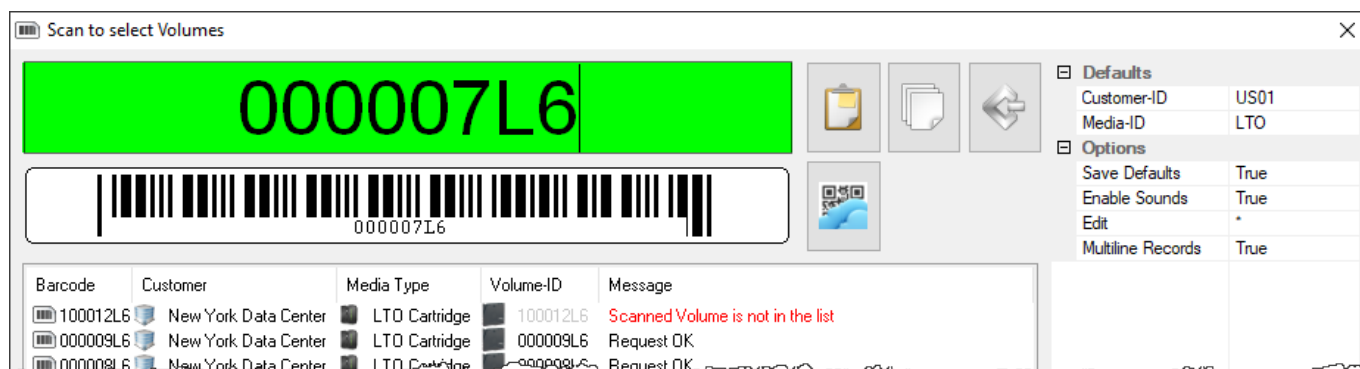 Scan to select Volumes
000007L6
000007L6
Defaults
Customer-ID US01
Media-ID LTO
Options
Save Defaults True
Enable Sounds True
Edit *
Multiline Records True
Barcode Customer Media Type Volume-ID Message
100012L6 New York Data Center LTO Cartridge 100012L6 Scanned Volume is not in the list
000009L6 New York Data Center LTO Cartridge 000009L6 Request OK
000008L6 New York Data Center LTO Cartridge 000008L6 Request OK